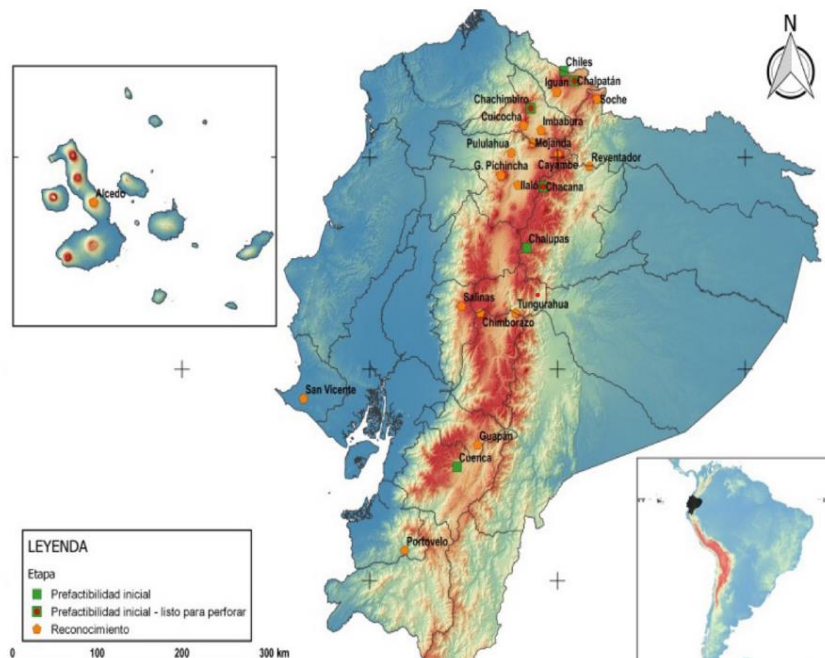 N
Chiles
Iguán
Chalpatán
Chachimbiro
Soche
Cuicocha
Imbabura
Pululahua
Mojanda
Cayambe
Reventador
G. Pichincha
Ilaló
Chacana
Alcedo
Chalupas
Salinas
Tungurahua
Chimborazo
San Vicente
Guapán
Cuenca
Portovelo
LEYENDA
Etapa
Prefactibilidad inicial
Prefactibilidad inicial - listo para perforar
Reconocimiento
0 100 200 300 km